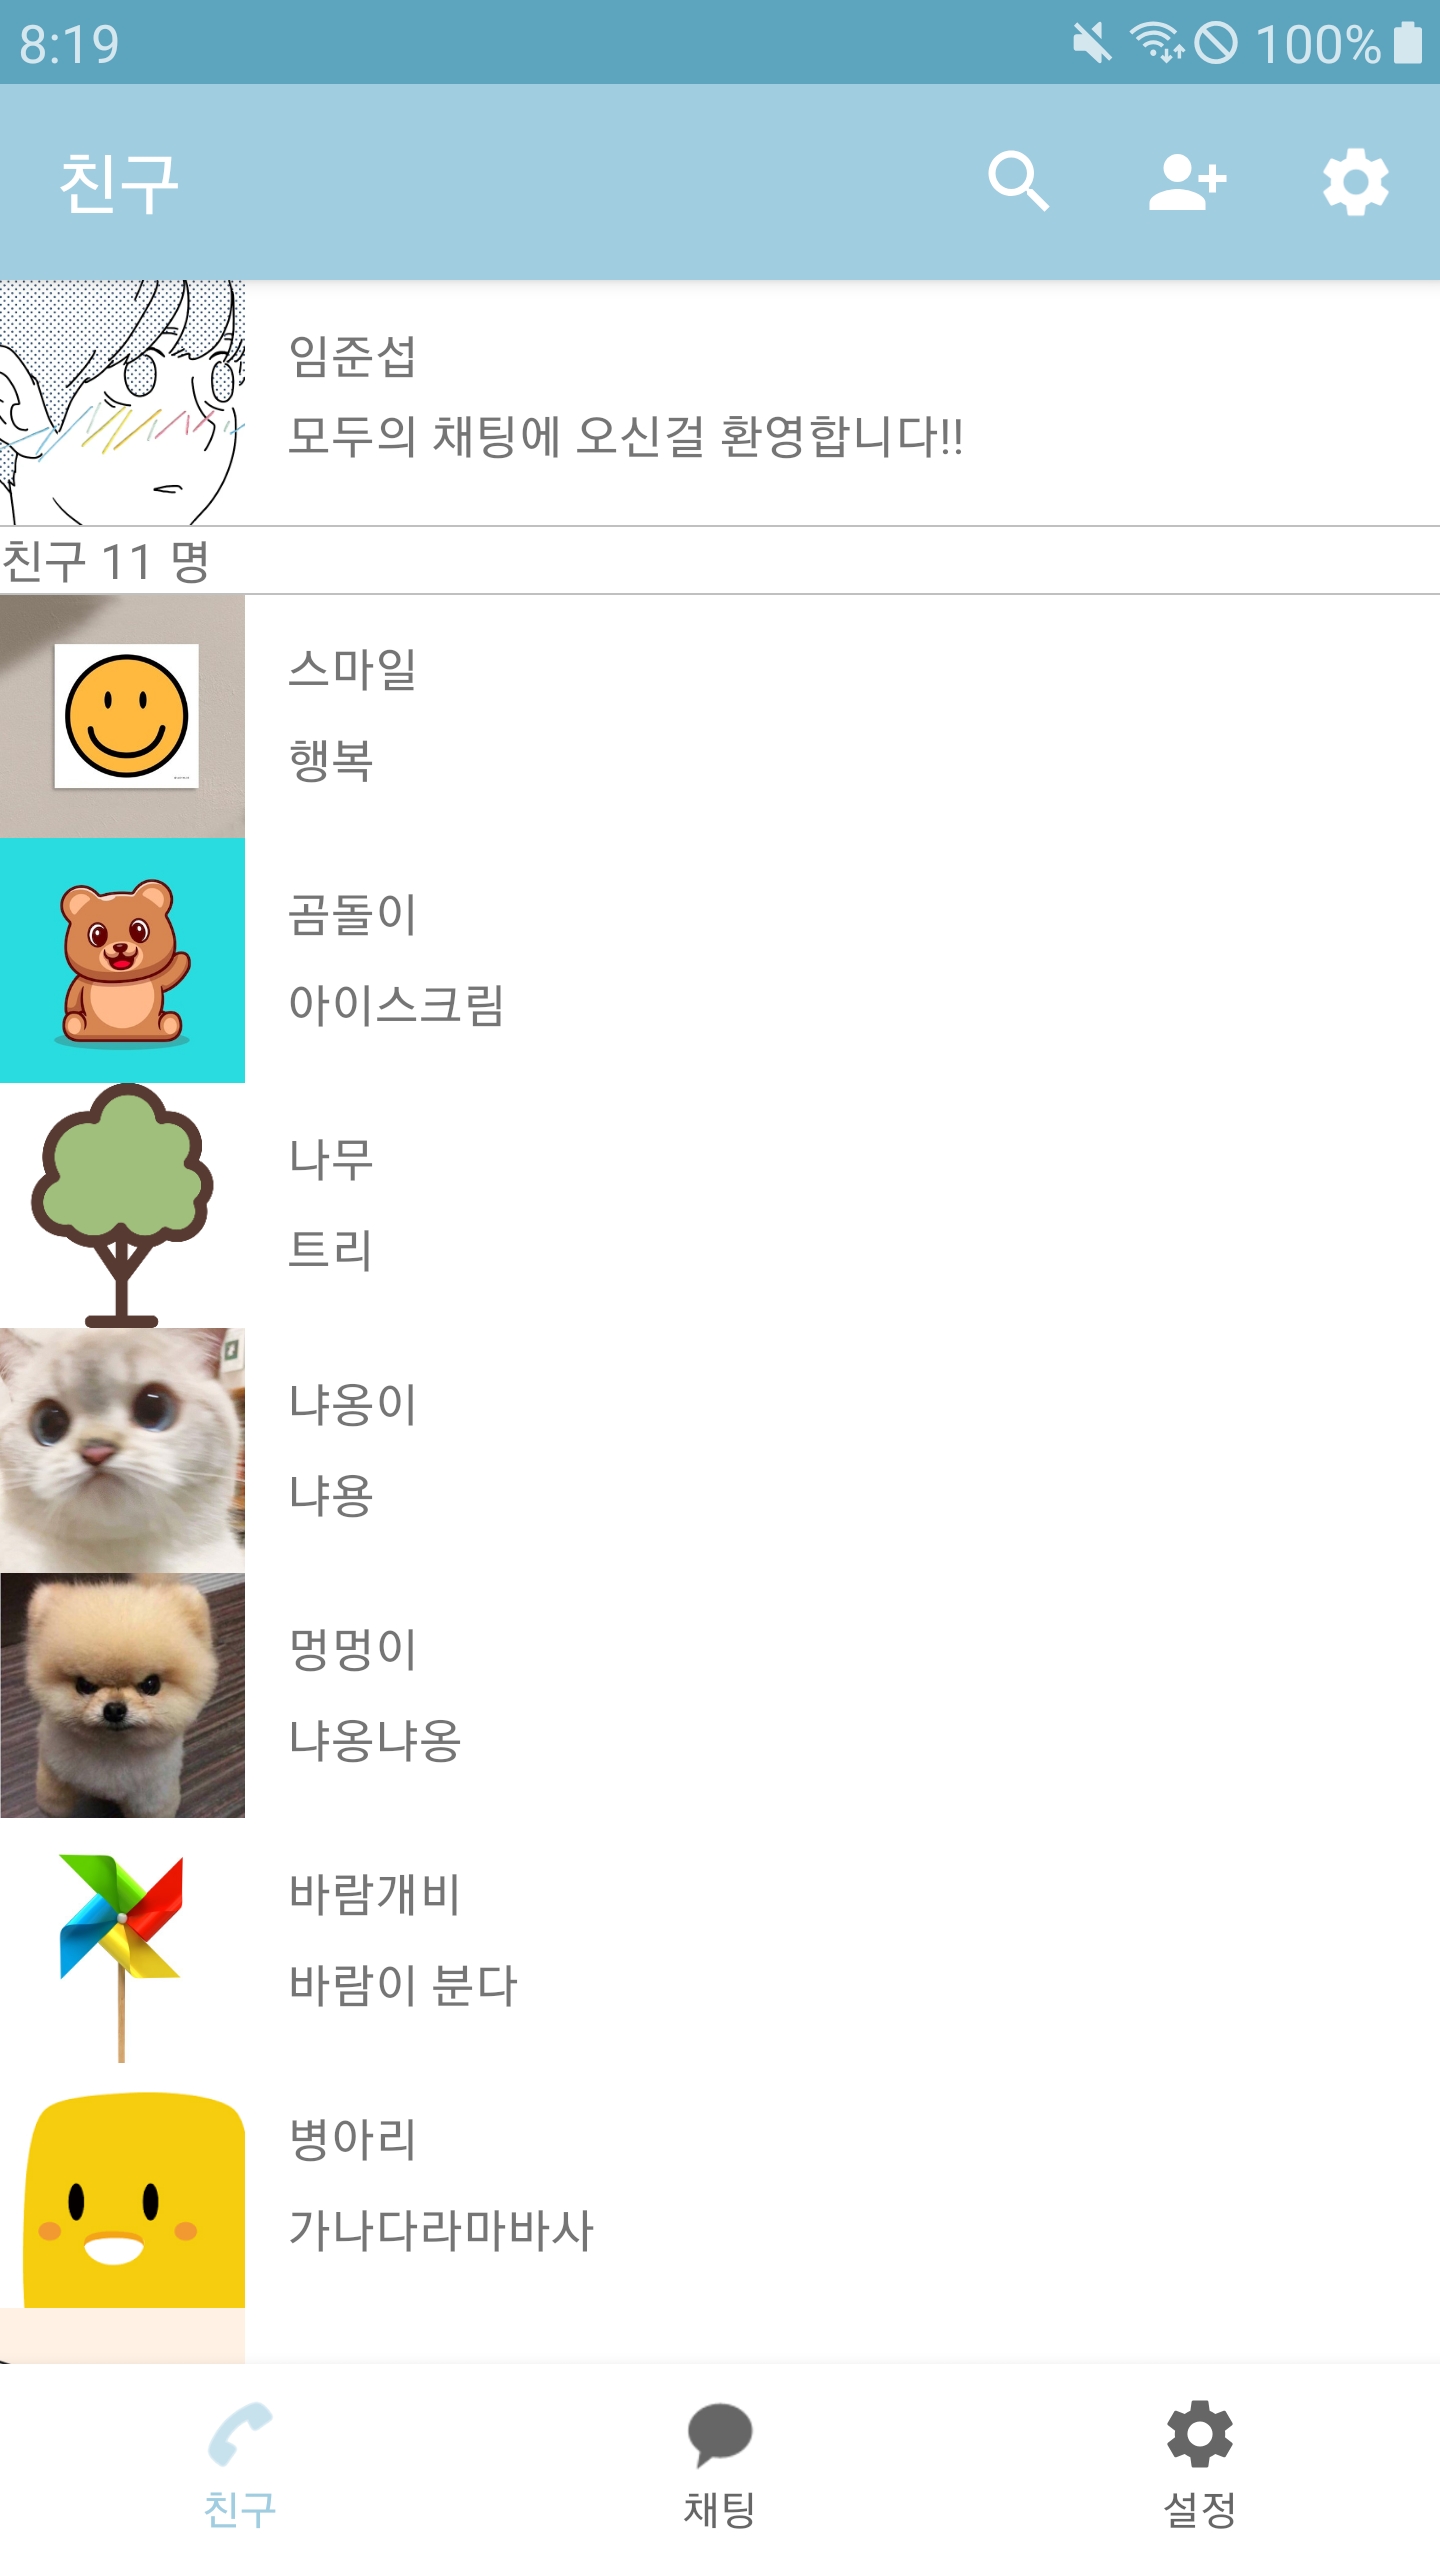 8:19
100%
친구
임준섭
모두의 채팅에 오신걸 환영합니다!!
친구 11 명
스마일
행복
곰돌이
아이스크림
나무
트리
냐옹이
냐용
멍멍이
냐옹냐옹
바람개비
바람이 분다
병아리
가나다라마바사
친구
채팅
설정